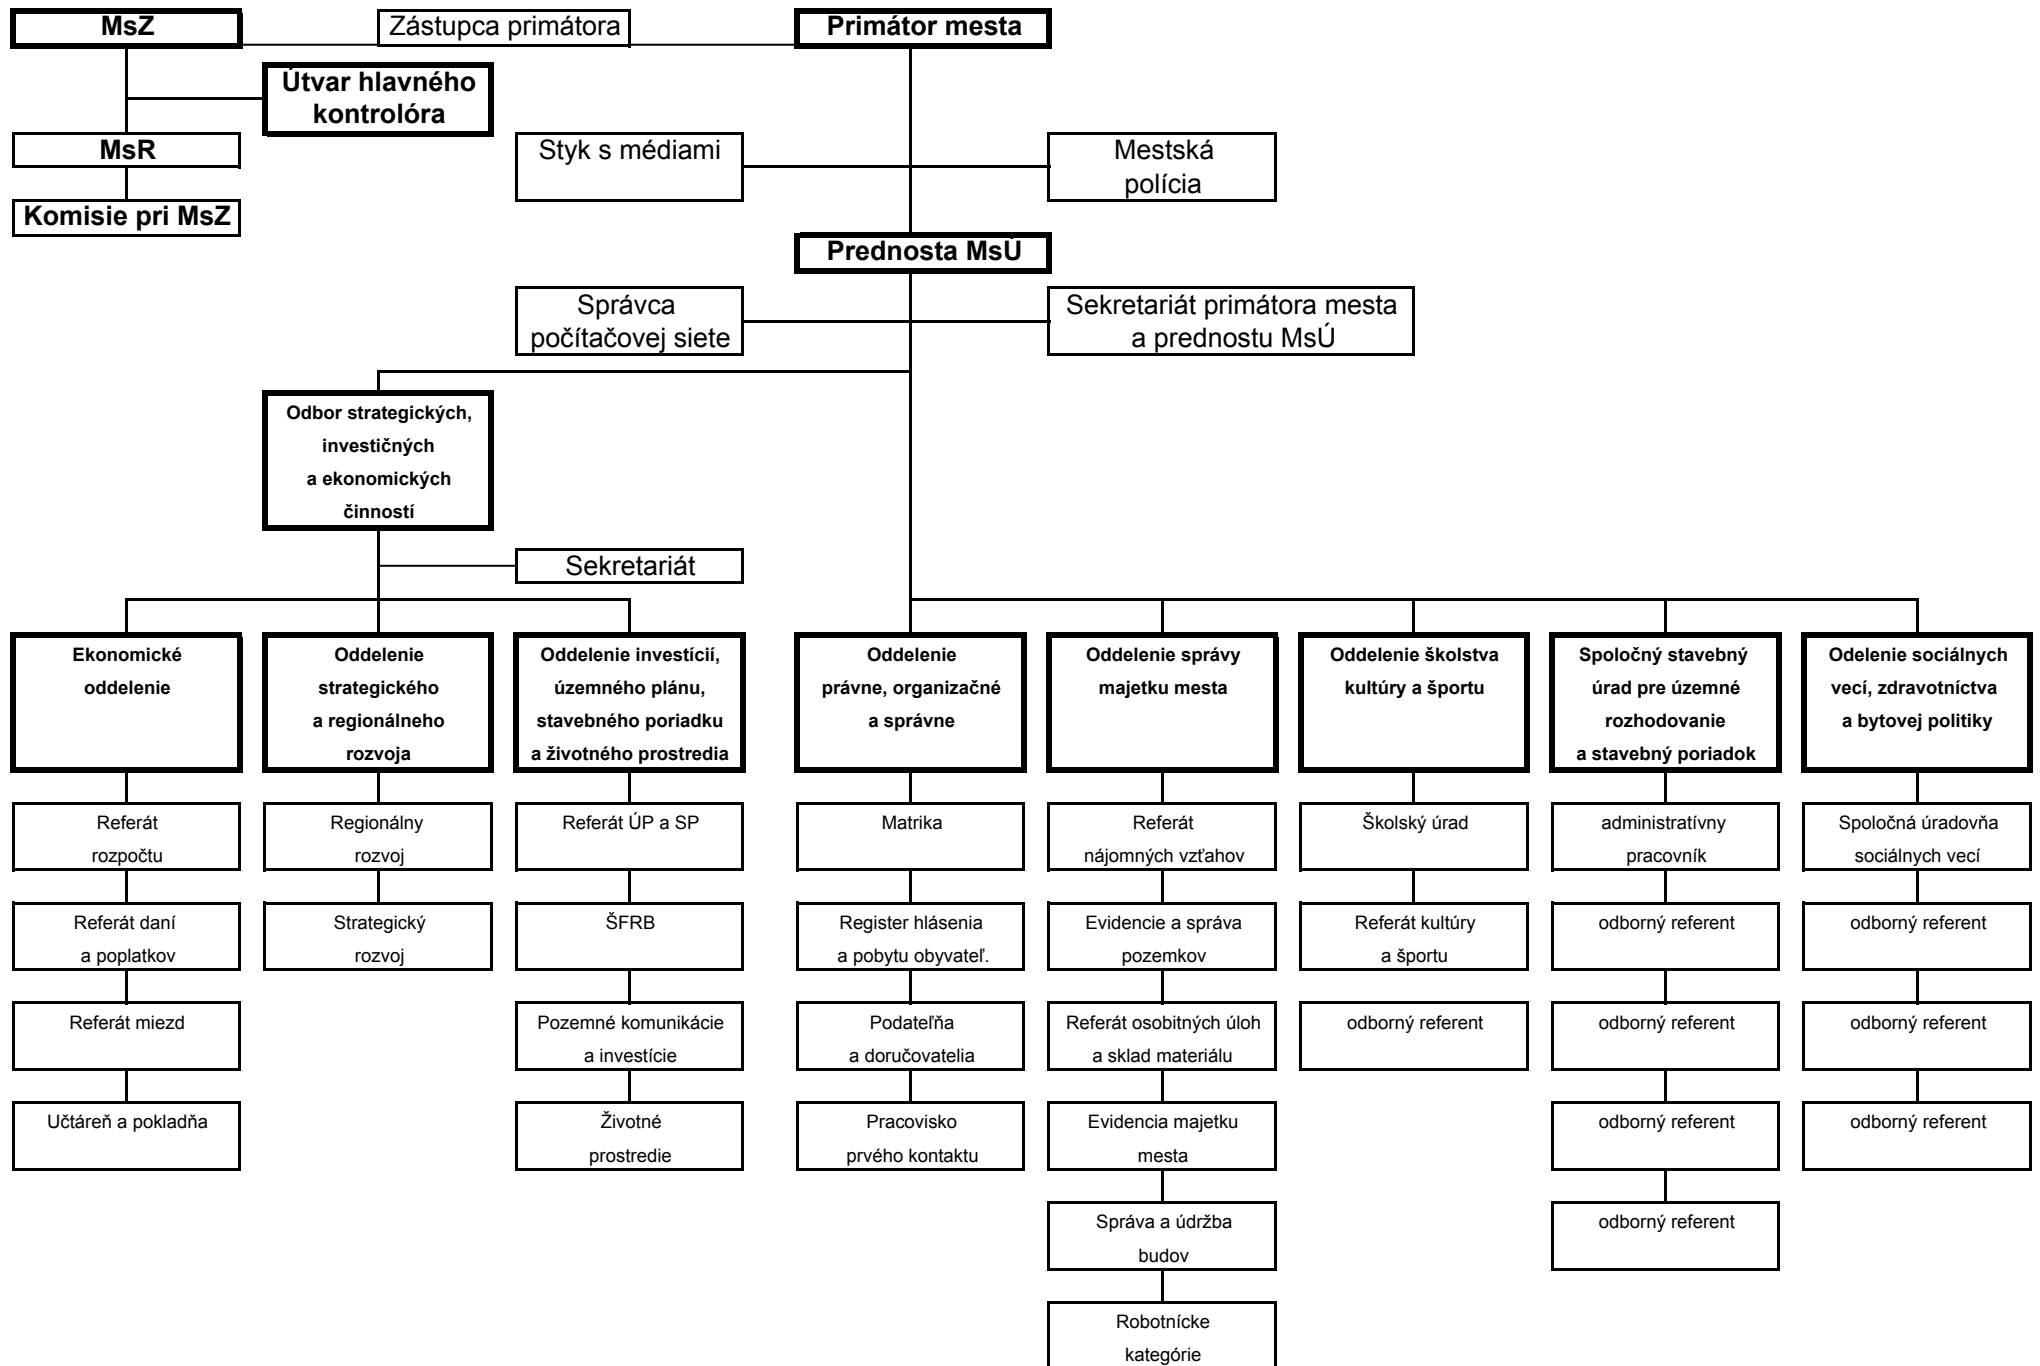 MsZ
Zástupca primátora
Primátor mesta
Útvar hlavného
kontrolóra
MsR
Komisie pri MsZ
Styk s médiami
Mestská
polícia
Prednosta MsÚ
Správca
počítačovej siete
Sekretariát primátora mesta
a prednostu MsÚ
Odbor strategických,
investičných
a ekonomických
činností
Sekretariát
Ekonomické
oddelenie
Oddelenie
strategického
a regionálneho
rozvoja
Oddelenie investícií,
územného plánu,
stavebného poriadku
a životného prostredia
Oddelenie
právne, organizačné
a správne
Oddelenie správy
majetku mesta
Oddelenie školstva
kultúry a športu
Spoločný stavebný
úrad pre územné
rozhodovanie
a stavebný poriadok
Odelenie sociálnych
vecí, zdravotníctva
a bytovej politiky
Referát
rozpočtu
Regionálny
rozvoj
Referát ÚP a SP
Matrika
Referát
nájomných vzťahov
Školský úrad
administratívny
pracovník
Spoločná úradovňa
sociálnych vecí
Referát daní
a poplatkov
Strategický
rozvoj
ŠFRB
Register hlásenia
a pobytu obyvateľ.
Evidencie a správa
pozemkov
Referát kultúry
a športu
odborný referent
odborný referent
Referát miezd
Pozemné komunikácie
a investície
Podateľňa
a doručovatelia
Referát osobitných úloh
a sklad materiálu
odborný referent
odborný referent
odborný referent
Učtáreň a pokladňa
Životné
prostredie
Pracovisko
prvého kontaktu
Evidencia majetku
mesta
odborný referent
odborný referent
Správa a údržba
budov
odborný referent
Robotnícke
kategórie